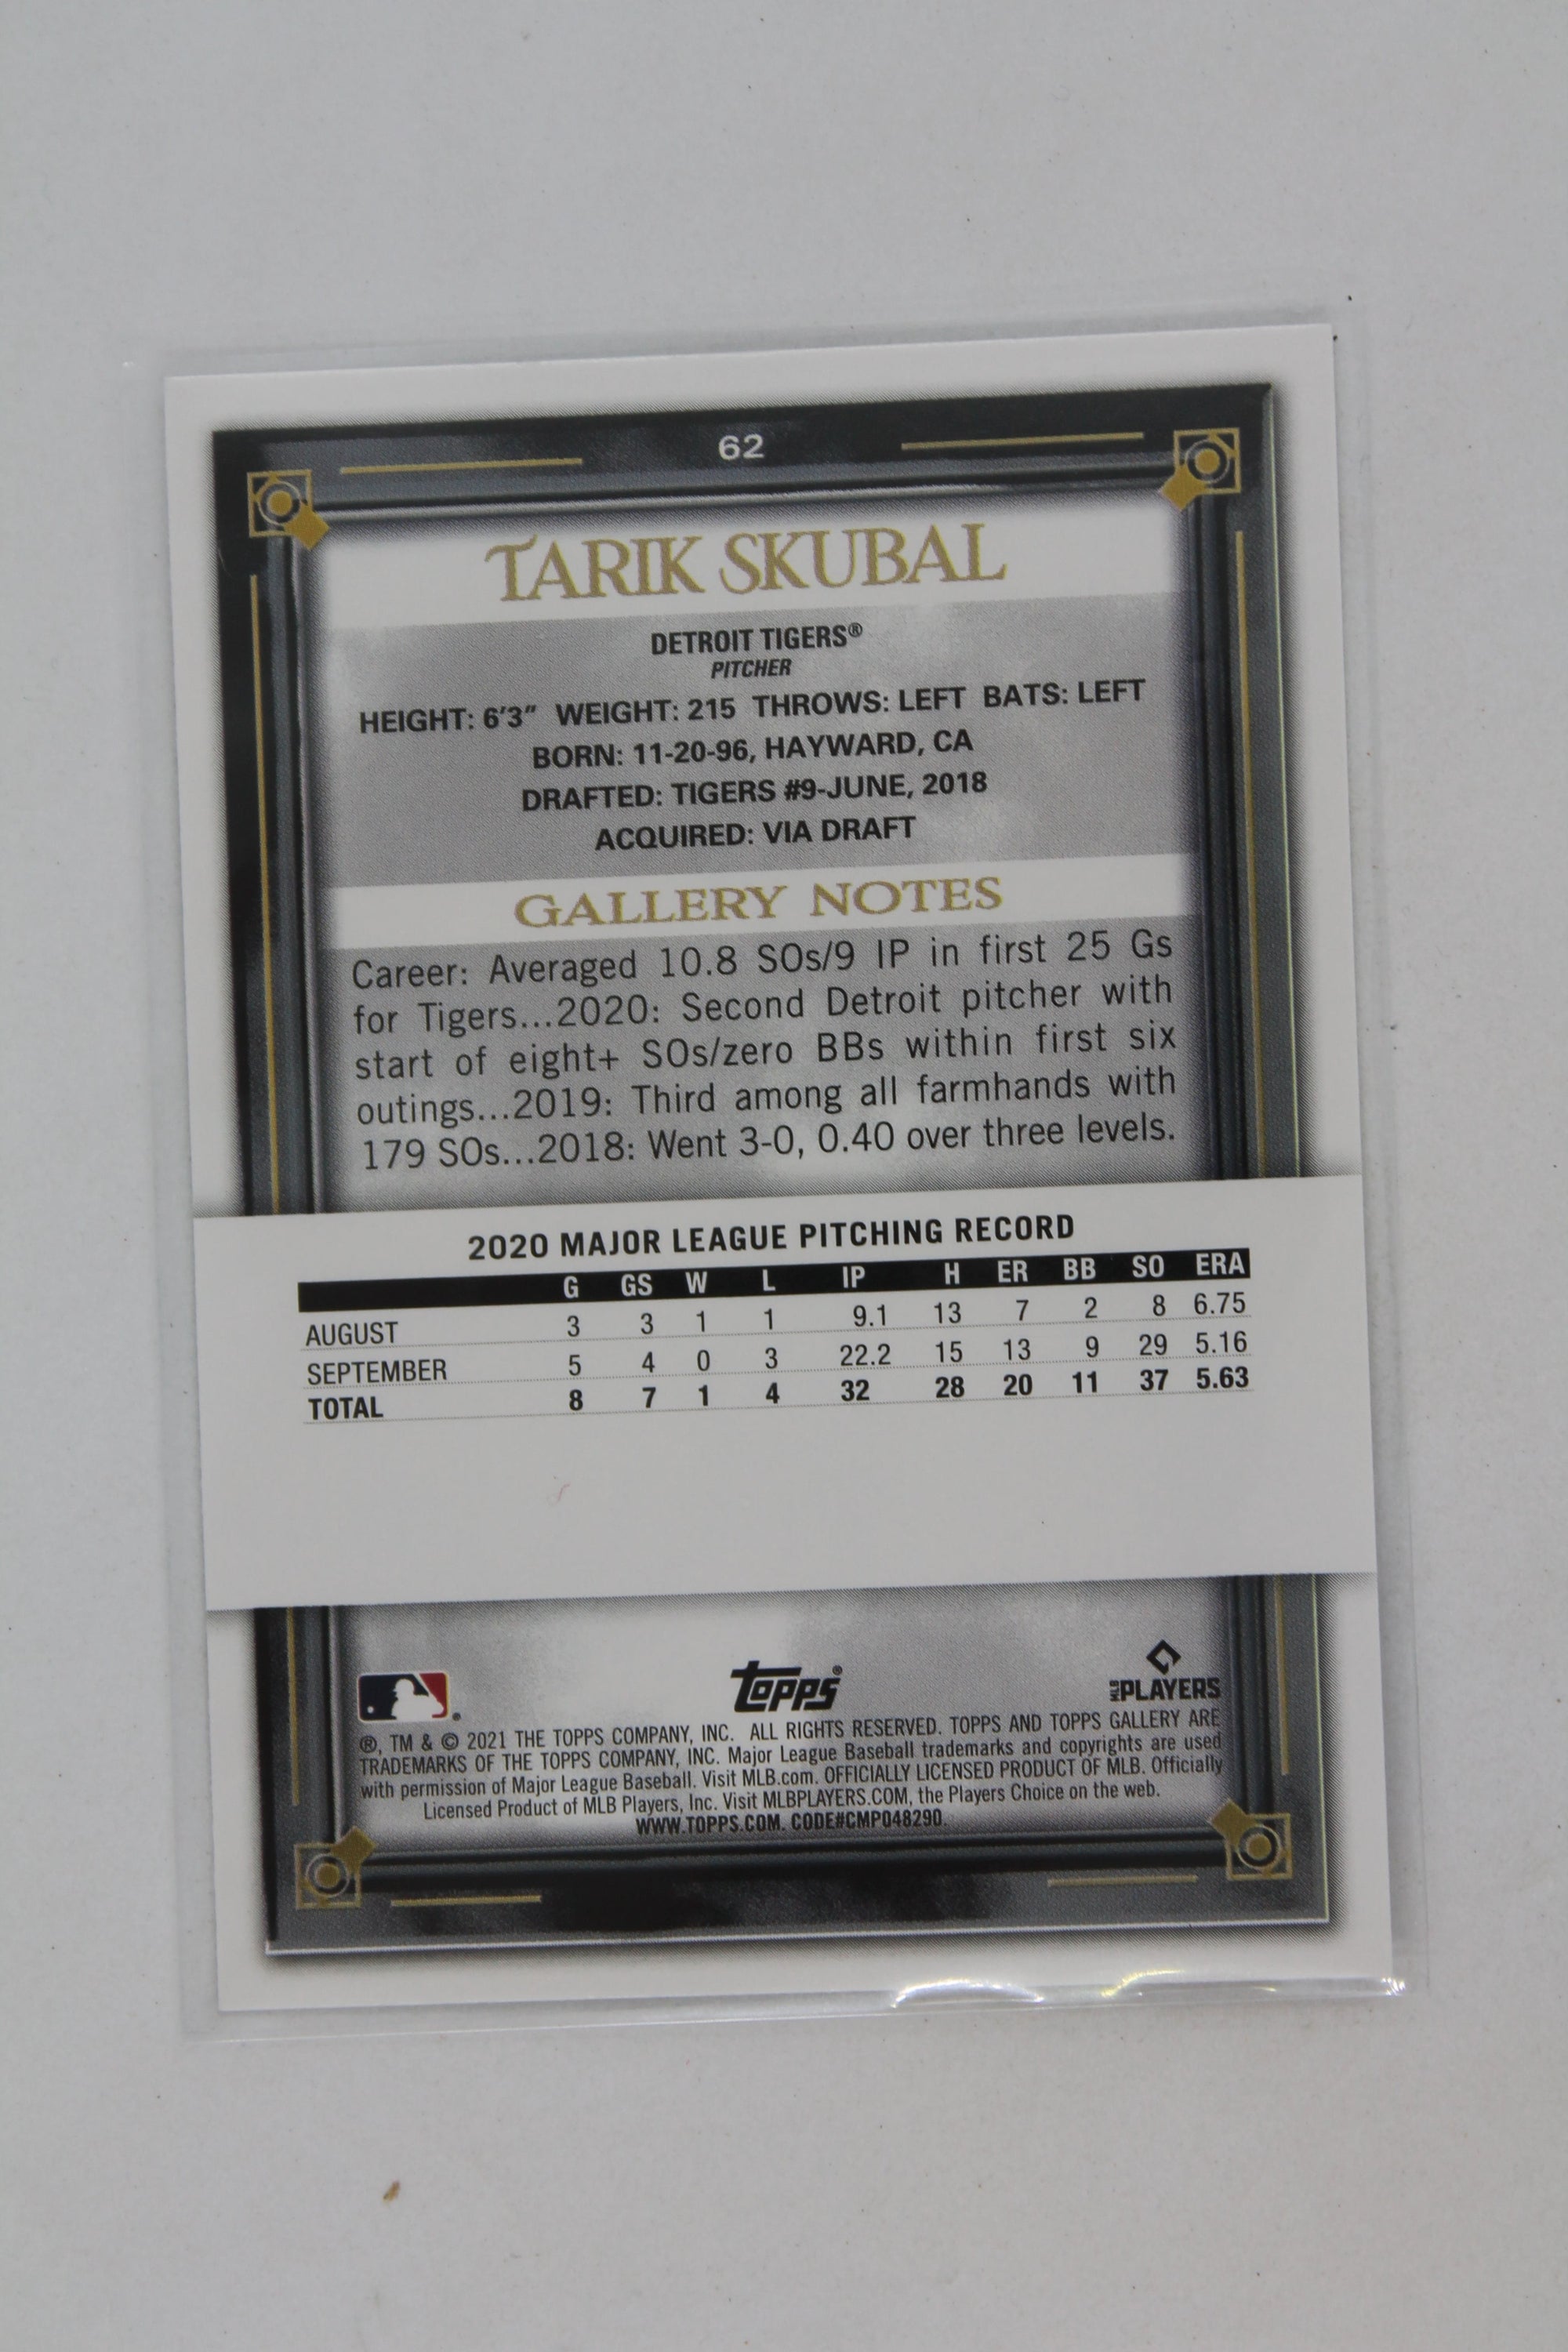 62
TARIK SKUBAL
DETROIT TIGERS®
PITCHER
HEIGHT: 6'3" WEIGHT: 215 THROWS: LEFT BATS: LEFT
BORN: 11-20-96, HAYWARD, CA
DRAFTED: TIGERS #9-JUNE, 2018
ACQUIRED: VIA DRAFT
GALLERY NOTES
Career: Averaged 10.8 SOs/9 IP in first 25 Gs
for Tigers...2020: Second Detroit pitcher with
start of eight+ SOs/zero BBs within first six
outings...2019: Third among all farmhands with
179 SOs...2018: Went 3-0, 0.40 over three levels.
2020 MAJOR LEAGUE PITCHING RECORD
G GS W L IP H ER BB SO ERA
AUGUST 3 3 1 1 9.1 13 7 2 8 6.75
SEPTEMBER 5 4 0 3 22.2 15 13 9 29 5.16
TOTAL 8 7 1 4 32 28 20 11 37 5.63
topps®
MLB PLAYERS
®, TM & © 2021 THE TOPPS COMPANY, INC. ALL RIGHTS RESERVED. TOPPS AND TOPPS GALLERY ARE
TRADEMARKS OF THE TOPPS COMPANY, INC. Major League Baseball trademarks and copyrights are used
with permission of Major League Baseball. Visit MLB.com. OFFICIALLY LICENSED PRODUCT OF MLB. Officially
Licensed Product of MLB Players, Inc. Visit MLBPLAYERS.COM, the Players Choice on the web.
WWW.TOPPS.COM. CODE#CMP048290.